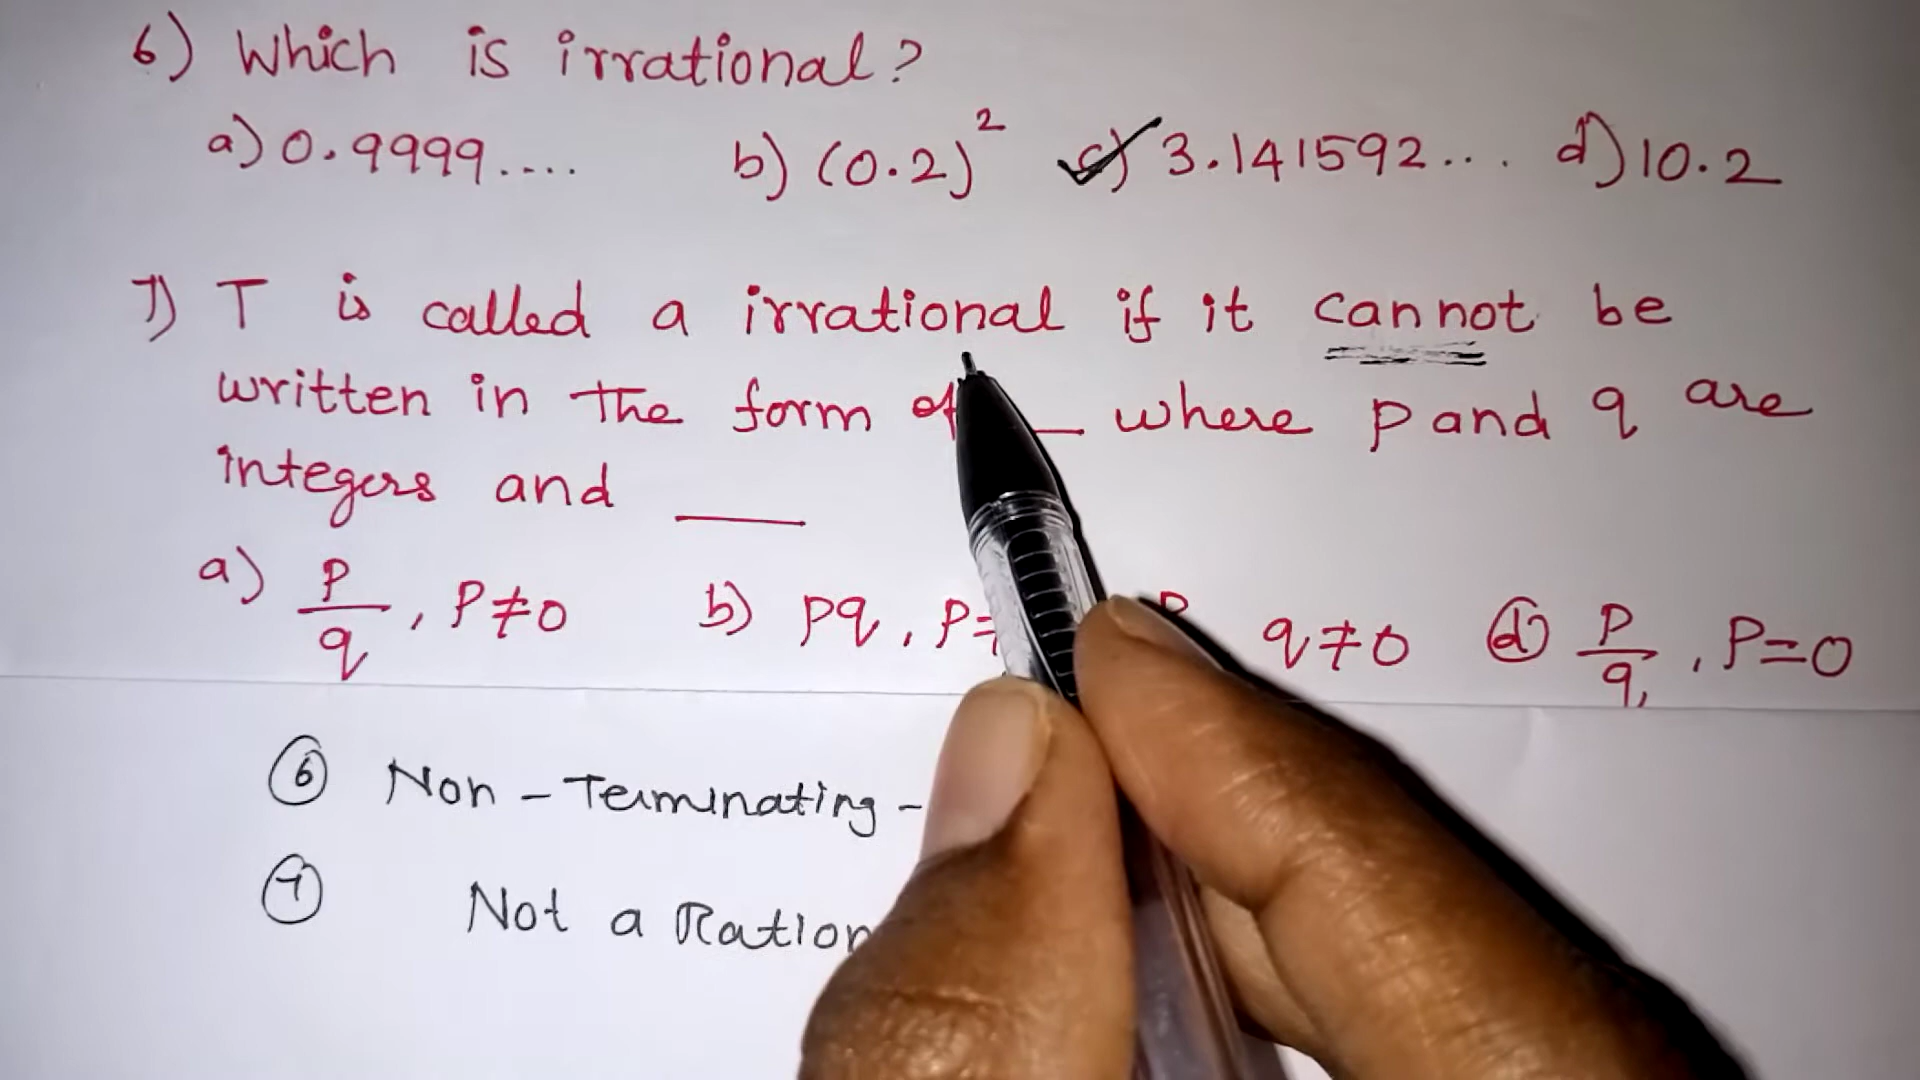 6) Which is irrational?
a) 0.9999.... b) (0.2)² c) 3.141592... d) 10.2
7) T is called a irrational if it cannot be
written in the form of __ where p and q are
integers and ___
a) p/q, P≠0 b) pq, P= P q≠0 d) P/q, P=0
6 Non-Terminating-
7 Not a Ration